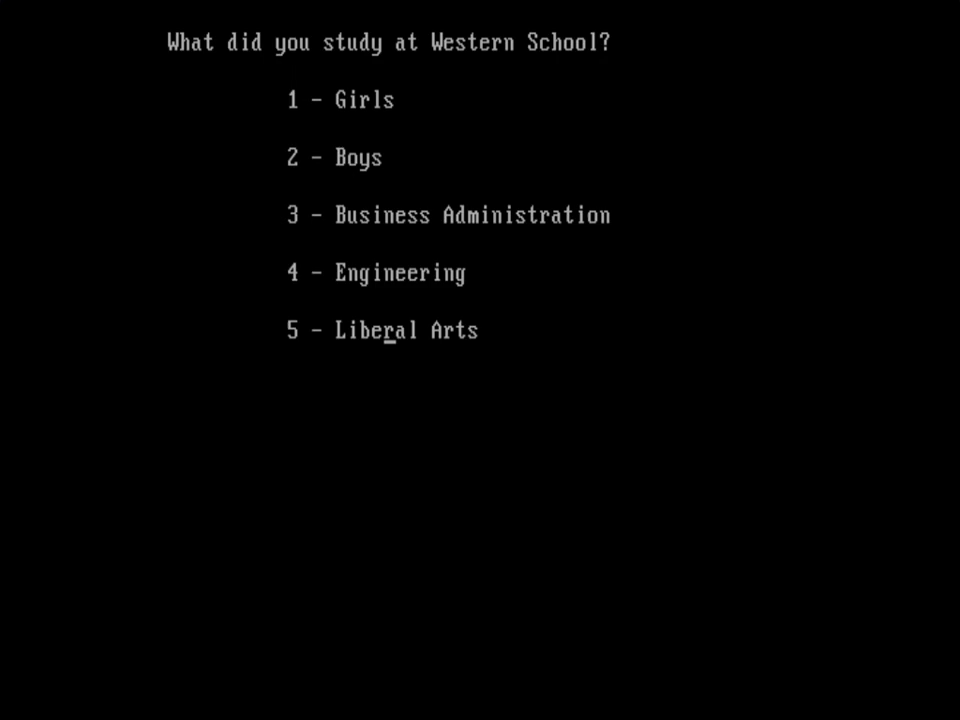 What did you study at Western School?
1 - Girls
2 - Boys
3 - Business Administration
4 - Engineering
5 - Liberal Arts